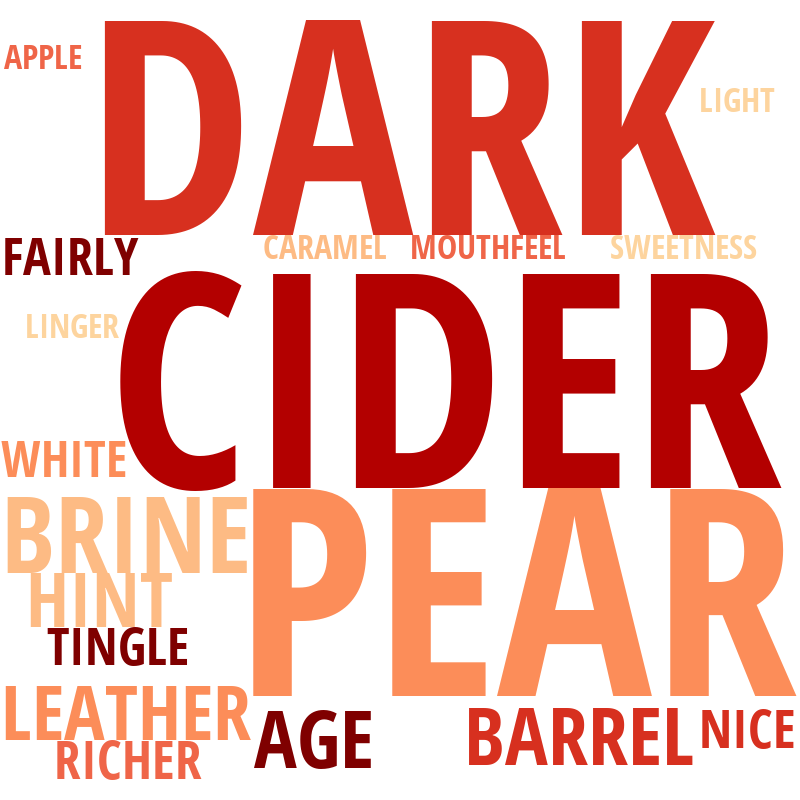 DARK
APPLE
LIGHT
FAIRLY
CARAMEL MOUTHFEEL SWEETNESS
CIDER
LINGER
WHITE
BRINE
PEAR
HINT
TINGLE
LEATHER
AGE
BARREL
NICE
RICHER